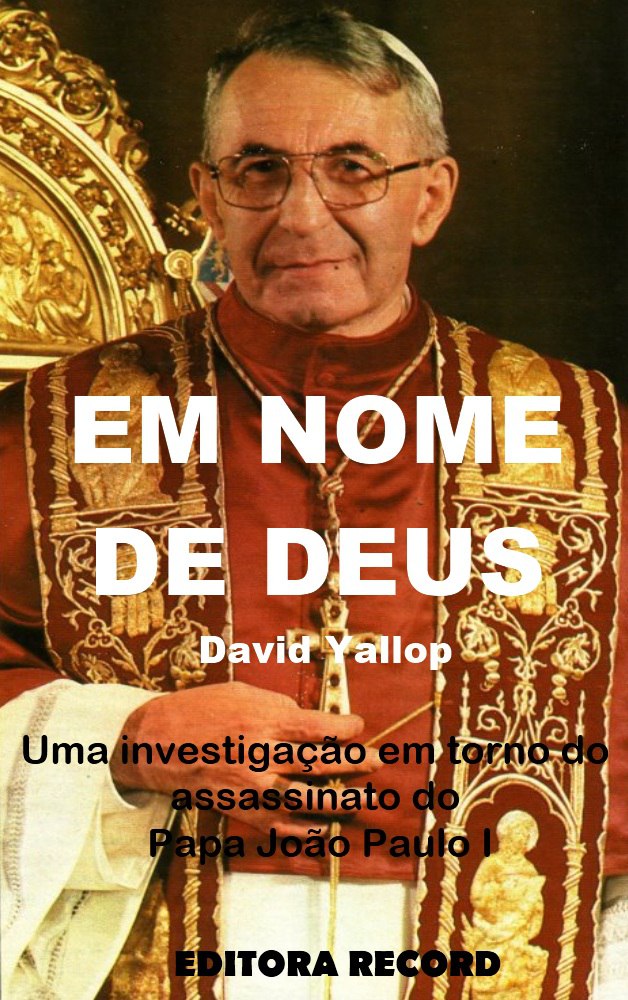 EM NOME
DE DEUS
David Yallop
Uma investigação em torno do
assassinato do
Papa João Paulo I
EDITORA RECORD